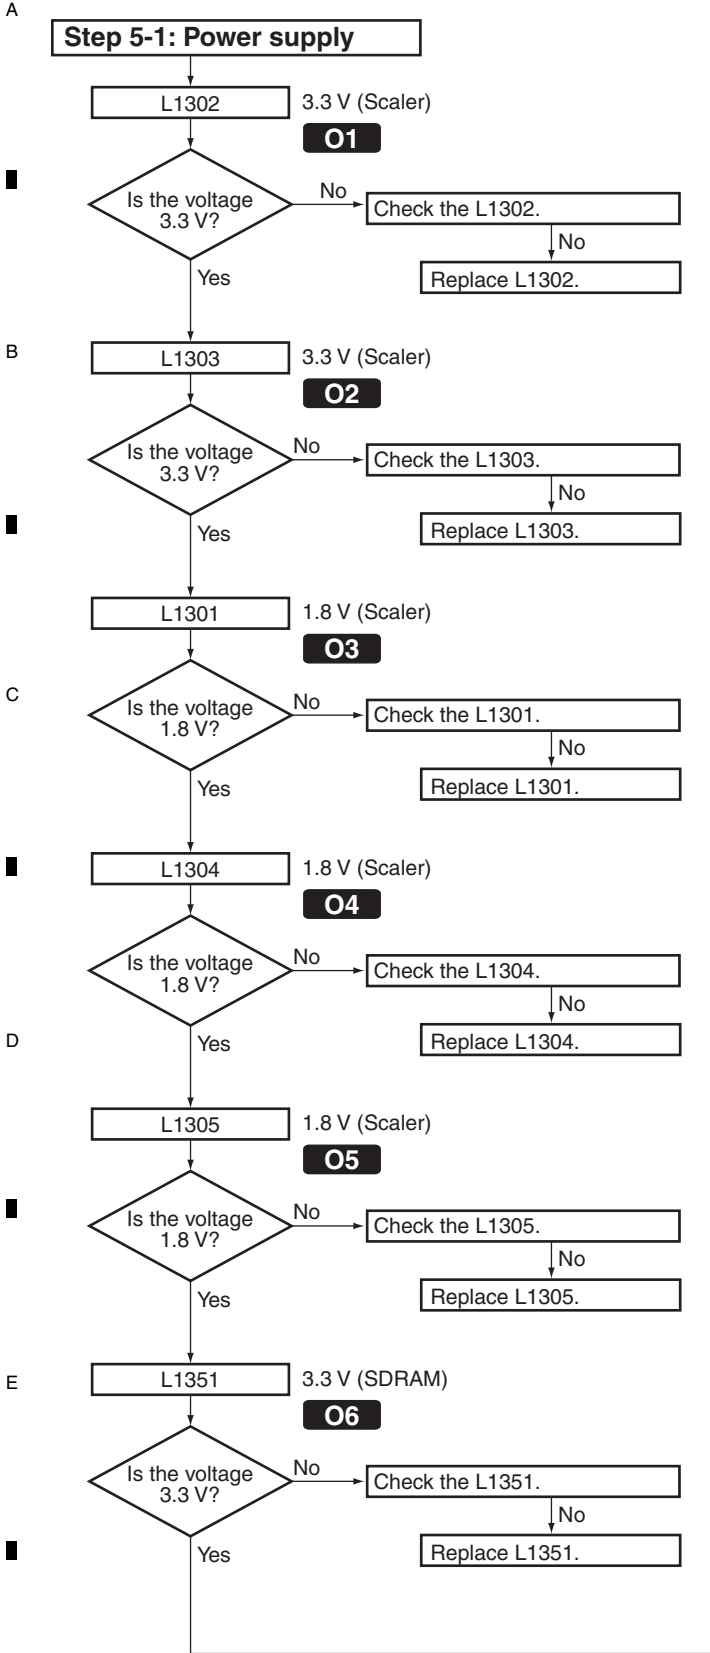 A
Step 5-1: Power supply
L1302
3.3 V (Scaler)
O1
Is the voltage
3.3 V?
No
Check the L1302.
No
Replace L1302.
Yes
B
L1303
3.3 V (Scaler)
O2
Is the voltage
3.3 V?
No
Check the L1303.
No
Replace L1303.
Yes
L1301
1.8 V (Scaler)
O3
C
Is the voltage
1.8 V?
No
Check the L1301.
No
Replace L1301.
Yes
L1304
1.8 V (Scaler)
O4
Is the voltage
1.8 V?
No
Check the L1304.
No
Replace L1304.
D
Yes
L1305
1.8 V (Scaler)
O5
Is the voltage
1.8 V?
No
Check the L1305.
No
Replace L1305.
Yes
E
L1351
3.3 V (SDRAM)
O6
Is the voltage
3.3 V?
No
Check the L1351.
No
Replace L1351.
Yes